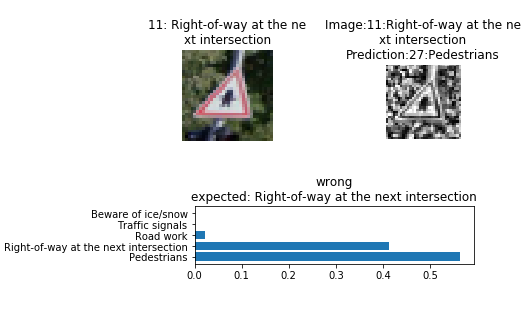 11: Right-of-way at the ne
xt intersection
Image:11:Right-of-way at the ne
xt intersection
Prediction:27:Pedestrians
wrong
expected: Right-of-way at the next intersection
Beware of ice/snow
Traffic signals
Road work
Right-of-way at the next intersection
Pedestrians
0.0 0.1 0.2 0.3 0.4 0.5